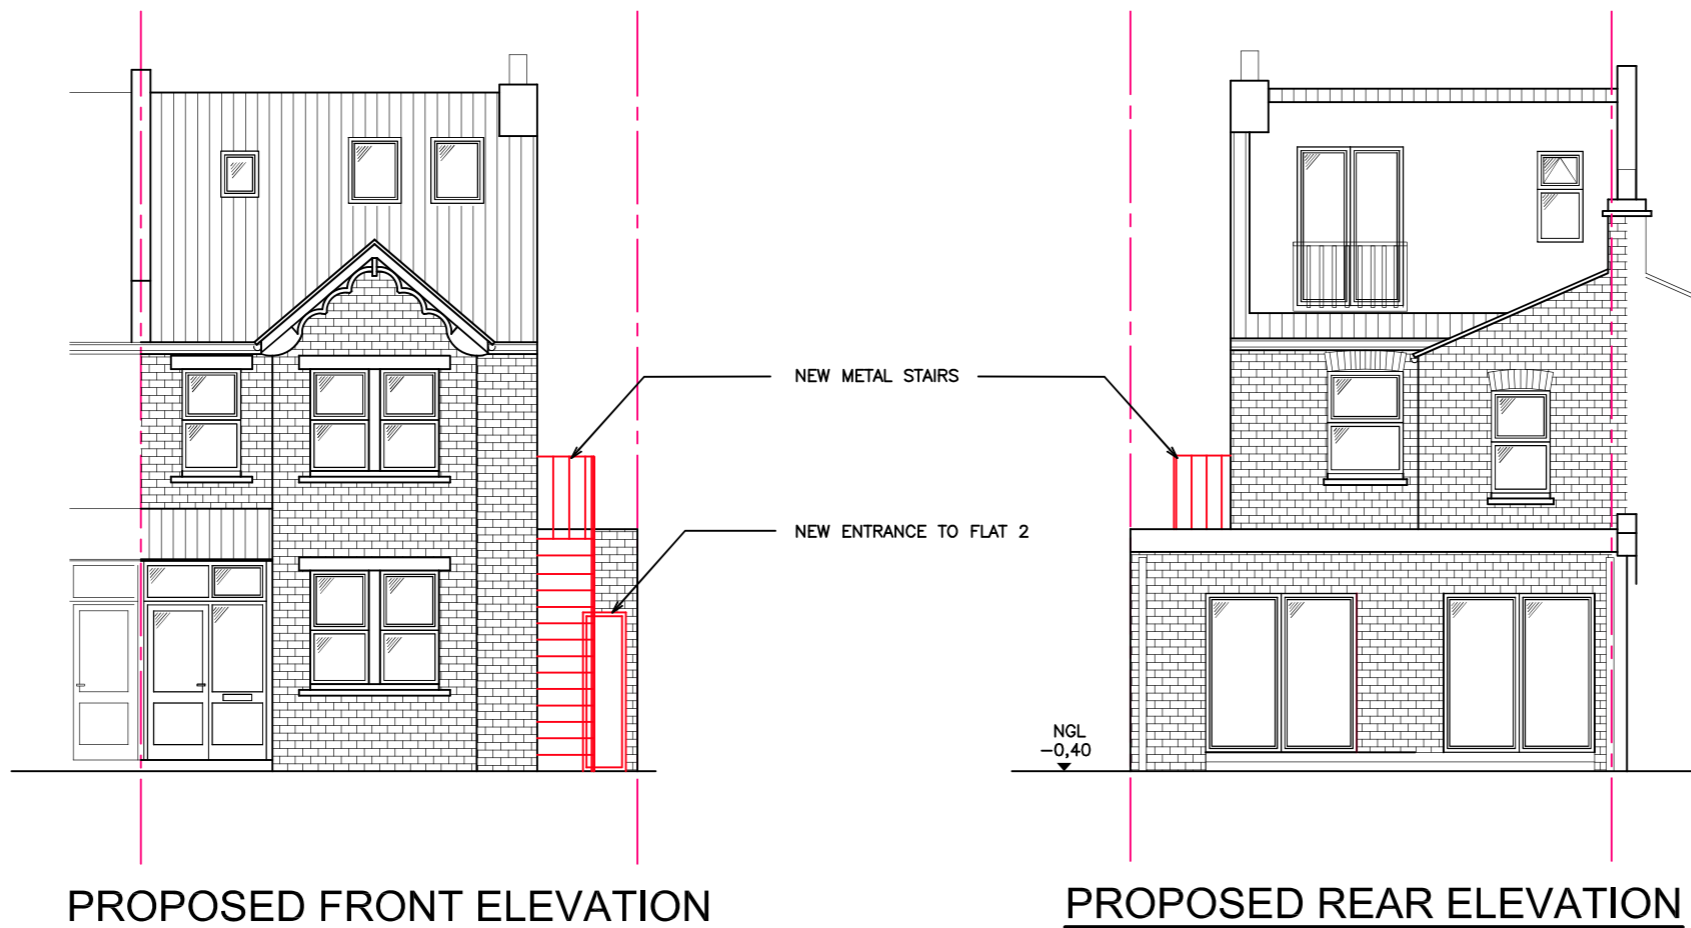 NEW METAL STAIRS
NEW ENTRANCE TO FLAT 2
NGL
-0,40
PROPOSED FRONT ELEVATION
PROPOSED REAR ELEVATION